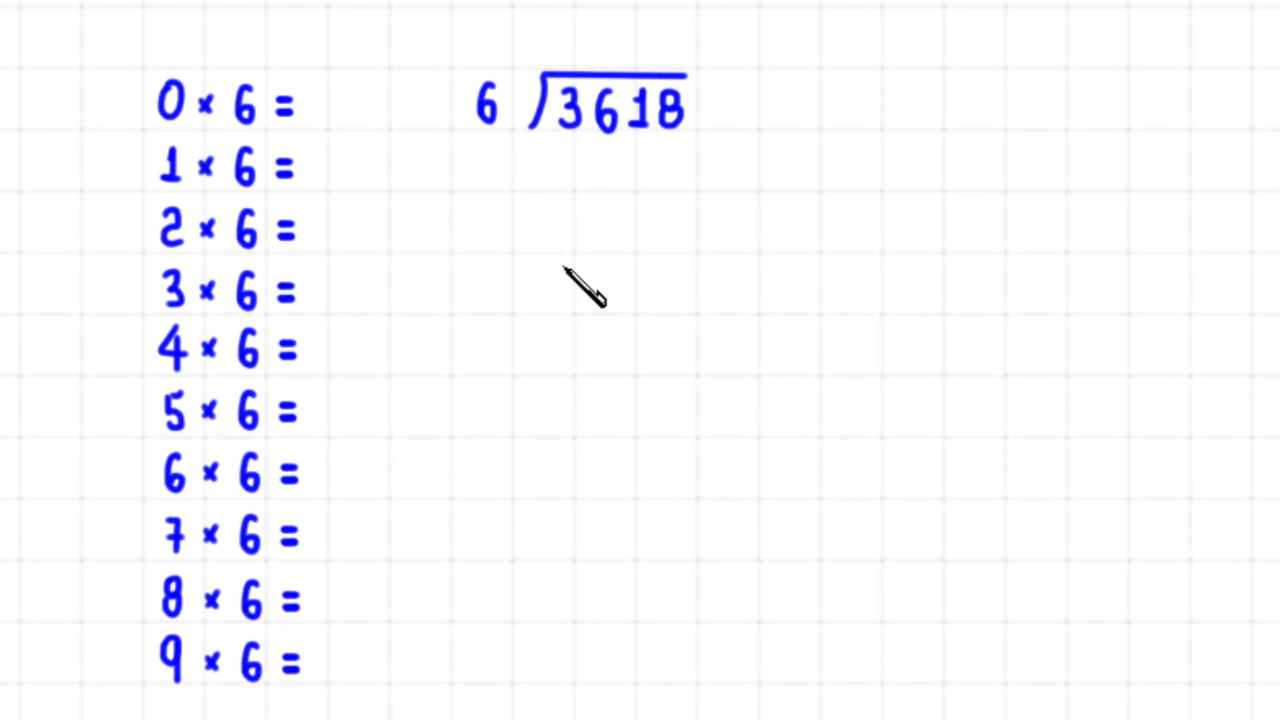 0 × 6 =
1 × 6 =
2 × 6 =
3 × 6 =
4 × 6 =
5 × 6 =
6 × 6 =
7 × 6 =
8 × 6 =
9 × 6 =
6 ) 3618